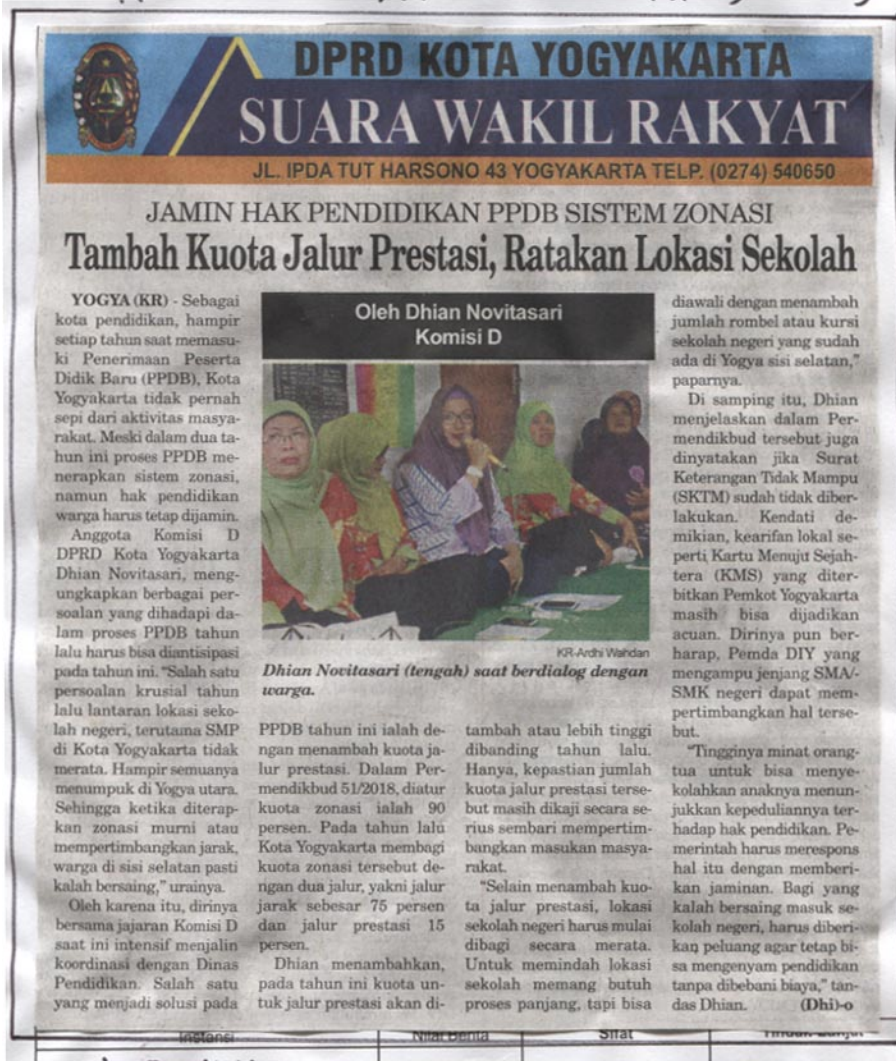 DPRD KOTA YOGYAKARTA
SUARA WAKIL RAKYAT
JL. IPDA TUT HARSONO 43 YOGYAKARTA TELP. (0274) 540650
JAMIN HAK PENDIDIKAN PPDB SISTEM ZONASI
Tambah Kuota Jalur Prestasi, Ratakan Lokasi Sekolah
YOGYA (KR) - Sebagai
kota pendidikan, hampir
setiap tahun saat memasu-
ki Penerimaan Peserta
Didik Baru (PPDB), Kota
Yogyakarta tidak pernah
sepi dari aktivitas masya-
rakat. Meski dalam dua ta-
hun ini proses PPDB me-
nerapkan sistem zonasi,
namun hak pendidikan
warga harus tetap dijamin.
Anggota Komisi D
DPRD Kota Yogyakarta
Dhian Novitasari, meng-
ungkapkan berbagai per-
soalan yang dihadapi da-
lam proses PPDB tahun
lalu harus bisa diantisipasi
pada tahun ini. "Salah satu
persoalan krusial tahun
lalu lantaran lokasi seko-
lah negeri, terutama SMP
di Kota Yogyakarta tidak
merata. Hampir semuanya
menumpuk di Yogya utara.
Sehingga ketika diterap-
kan zonasi murni atau
mempertimbangkan jarak,
warga di sisi selatan pasti
kalah bersaing," urainya.
Oleh karena itu, dirinya
bersama jajaran Komisi D
saat ini intensif menjalin
koordinasi dengan Dinas
Pendidikan. Salah satu
yang menjadi solusi pada
Oleh Dhian Novitasari
Komisi D
KR-Ardhi Wahdan
Dhian Novitasari (tengah) saat berdialog dengan
warga.
PPDB tahun ini ialah de-
ngan menambah kuota ja-
lur prestasi. Dalam Per-
mendikbud 51/2018, diatur
kuota zonasi ialah 90
persen. Pada tahun lalu
Kota Yogyakarta membagi
kuota zonasi tersebut de-
ngan dua jalur, yakni jalur
jarak sebesar 75 persen
dan jalur prestasi 15
persen.
Dhian menambahkan,
pada tahun ini kuota un-
tuk jalur prestasi akan di-
tambah atau lebih tinggi
dibanding tahun lalu.
Hanya, kepastian jumlah
kuota jalur prestasi terse-
but masih dikaji secara se-
rius sembari mempertim-
bangkan masukan masya-
rakat.
"Selain menambah kuo-
ta jalur prestasi, lokasi
sekolah negeri harus mulai
dibagi secara merata.
Untuk memindah lokasi
sekolah memang butuh
proses panjang, tapi bisa
diawali dengan menambah
jumlah rombel atau kursi
sekolah negeri yang sudah
ada di Yogya sisi selatan,"
paparnya.
Di samping itu, Dhian
menjelaskan dalam Per-
mendikbud tersebut juga
dinyatakan jika Surat
Keterangan Tidak Mampu
(SKTM) sudah tidak diber-
lakukan. Kendati de-
mikian, kearifan lokal se-
perti Kartu Menuju Sejah-
tera (KMS) yang diter-
bitkan Pemkot Yogyakarta
masih bisa dijadikan
acuan. Dirinya pun ber-
harap, Pemda DIY yang
mengampu jenjang SMA/-
SMK negeri dapat mem-
pertimbangkan hal terse-
but.
"Tingginya minat orang-
tua untuk bisa menye-
kolahkan anaknya menun-
jukkan kepeduliannya ter-
hadap hak pendidikan. Pe-
merintah harus merespons
hal itu dengan memberi-
kan jaminan. Bagi yang
kalah bersaing masuk se-
kolah negeri, harus diberi-
kan peluang agar tetap bi-
sa mengenyam pendidikan
tanpa dibebani biaya," tan-
das Dhian. (Dhi)-o
Instansi Nilai Berita Sifat